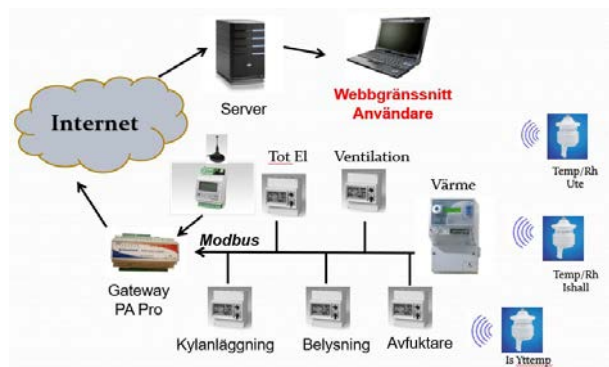 Internet
Server
Webbgränssnitt
Användare
Tot El
Ventilation
Värme
Temp/Rh
Ute
Modbus
Gateway
PA Pro
Temp/Rh
Ishall
Kylanläggning
Belysning
Avfuktare
Is Yttemp